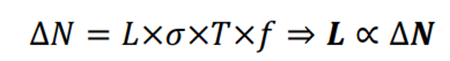 ΔN = L×σ×T×f ⇒ L ∝ ΔN